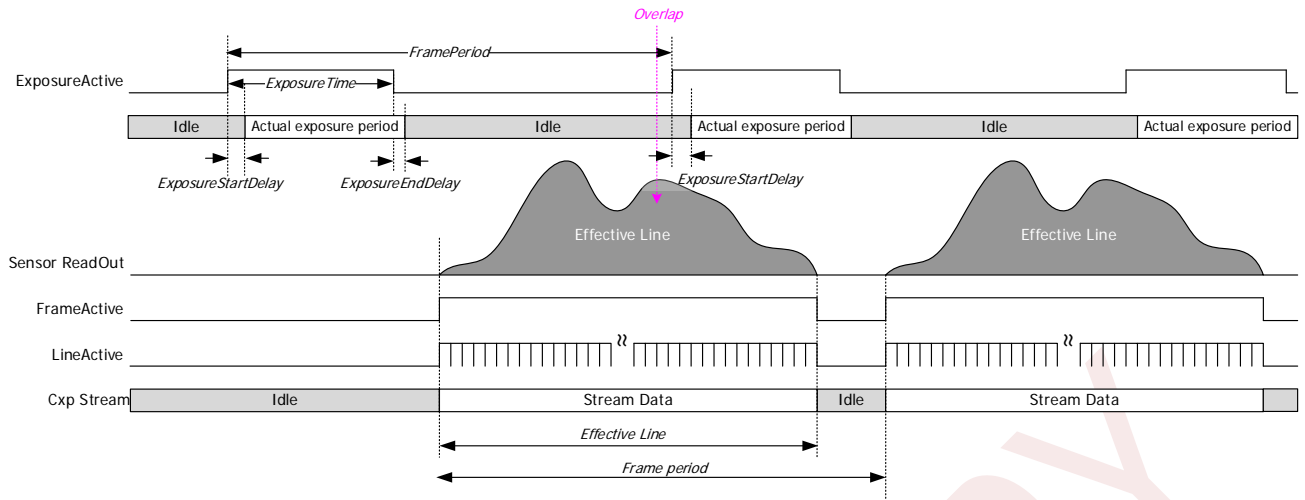 Overlap
FramePeriod
ExposureActive
ExposureTime
Idle Actual exposure period Idle Actual exposure period Idle Actual exposure period
ExposureStartDelay ExposureEndDelay ExposureStartDelay
Effective Line Effective Line
Sensor ReadOut
FrameActive
LineActive
≈ ≈
Cxp Stream Idle Stream Data Idle Stream Data
Effective Line
Frame period